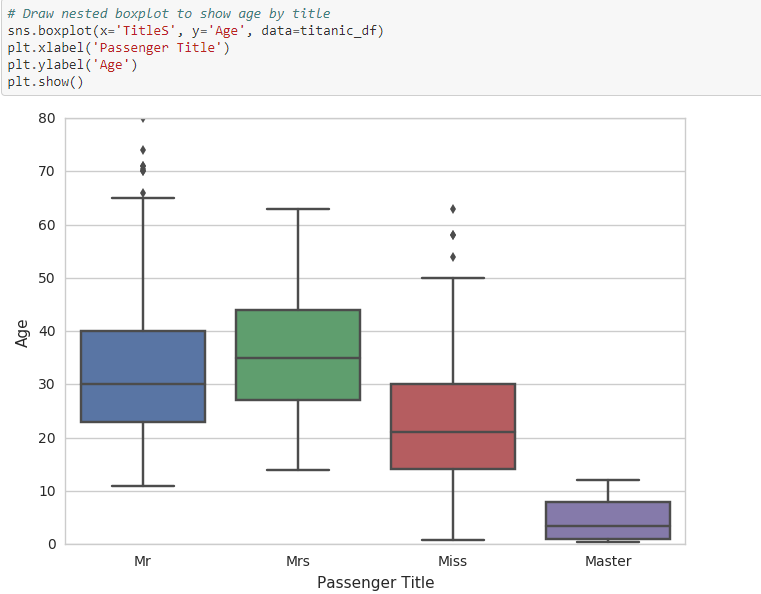 # Draw nested boxplot to show age by title
sns.boxplot(x='TitleS', y='Age', data=titanic_df)
plt.xlabel('Passenger Title')
plt.ylabel('Age')
plt.show()
80
70
60
50
40
30
20
10
0
Age
Mr Mrs Miss Master
Passenger Title